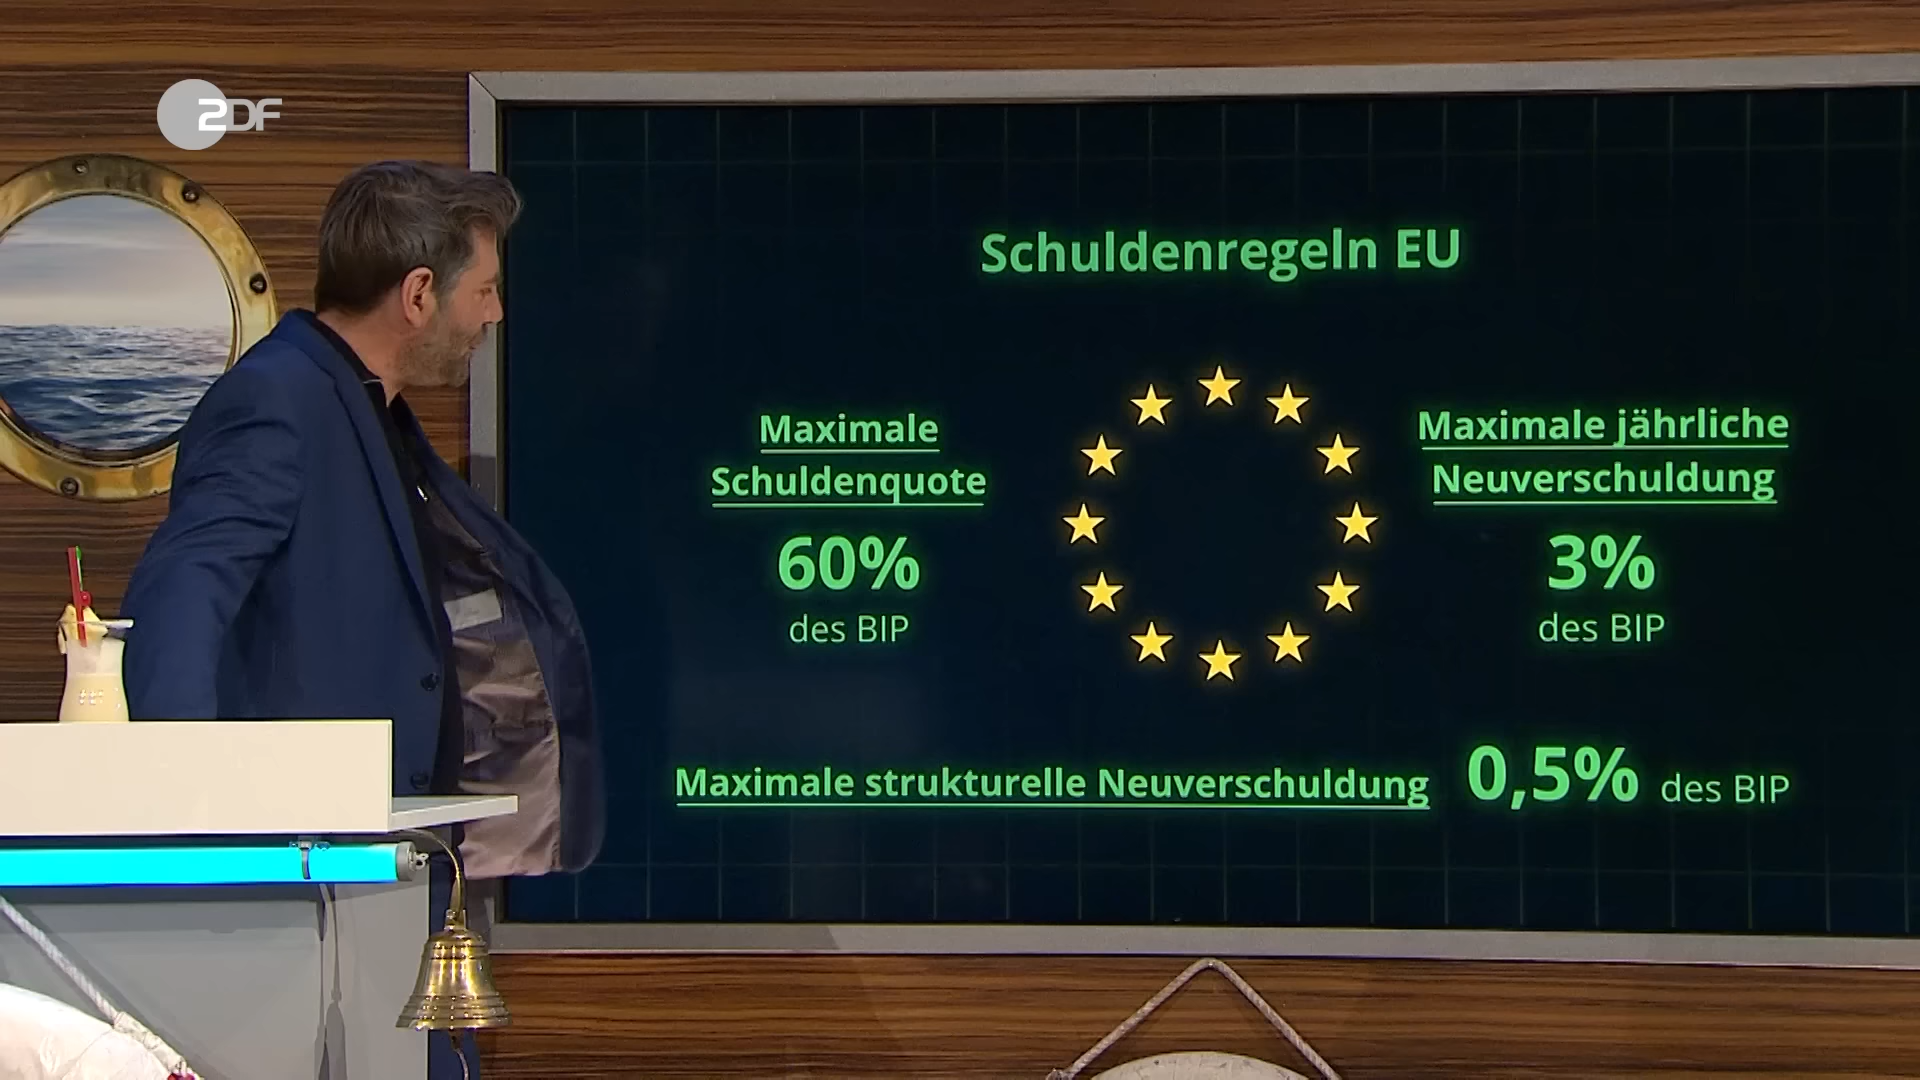 ZDF
Schuldenregeln EU
Maximale
Schuldenquote
60%
des BIP
Maximale jährliche
Neuverschuldung
3%
des BIP
Maximale strukturelle Neuverschuldung 0,5% des BIP